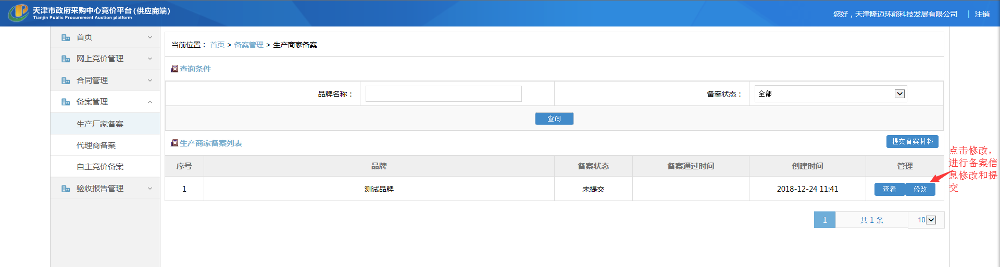 天津市政府采购中心竞价平台(供应商端)
Tianjin Public Procurement Auction platform
您好，天津隆迈环能科技发展有限公司 | 注销
首页
网上竞价管理
合同管理
备案管理
生产厂家备案
代理商备案
自主竞价备案
验收报告管理
当前位置： 首页 > 备案管理 > 生产商家备案
查询条件
品牌名称：
备案状态： 全部
查询
生产商家备案列表
提交备案材料
序号 品牌 备案状态 备案通过时间 创建时间 管理
1 测试品牌 未提交 2018-12-24 11:41 查看 修改
点击修改，
进行备案信
息修改和提
交
1 共 1 条 10